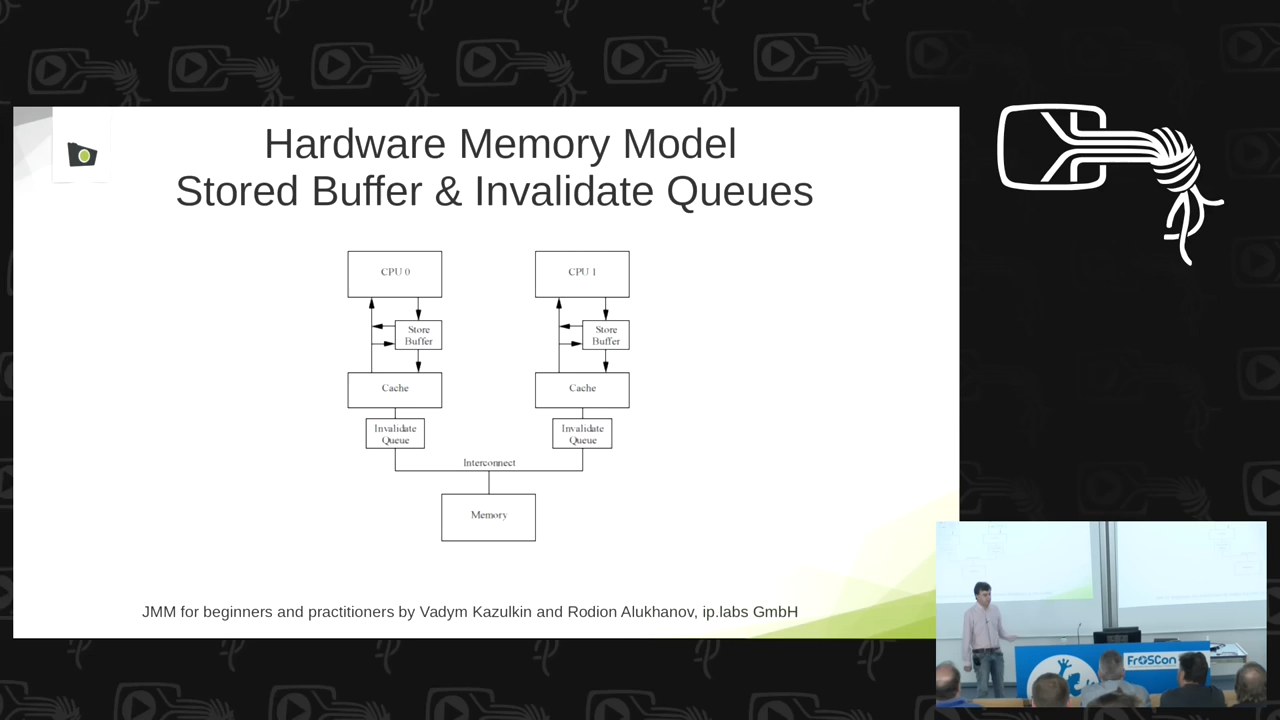 Hardware Memory Model
Stored Buffer & Invalidate Queues
CPU 0
CPU 1
Store
Buffer
Store
Buffer
Cache
Cache
Invalidate
Queue
Invalidate
Queue
Interconnect
Memory
JMM for beginners and practitioners by Vadym Kazulkin and Rodion Alukhanov, ip.labs GmbH
FrOSCon